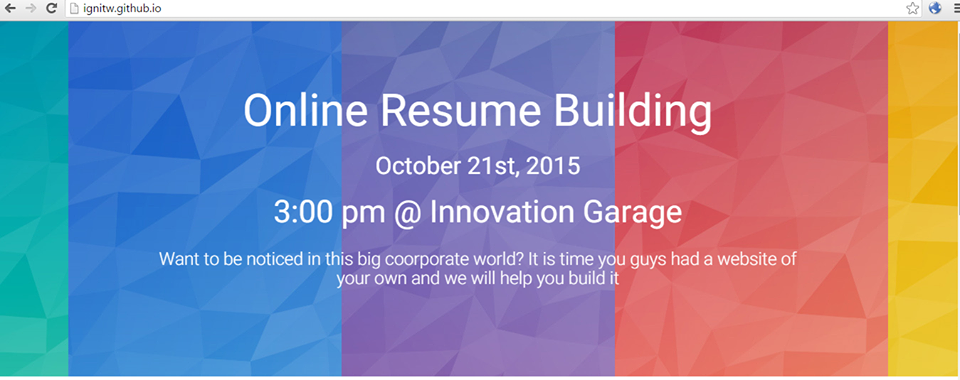 ignitw.github.io
Online Resume Building
October 21st, 2015
3:00 pm @ Innovation Garage
Want to be noticed in this big coorporate world? It is time you guys had a website of
your own and we will help you build it